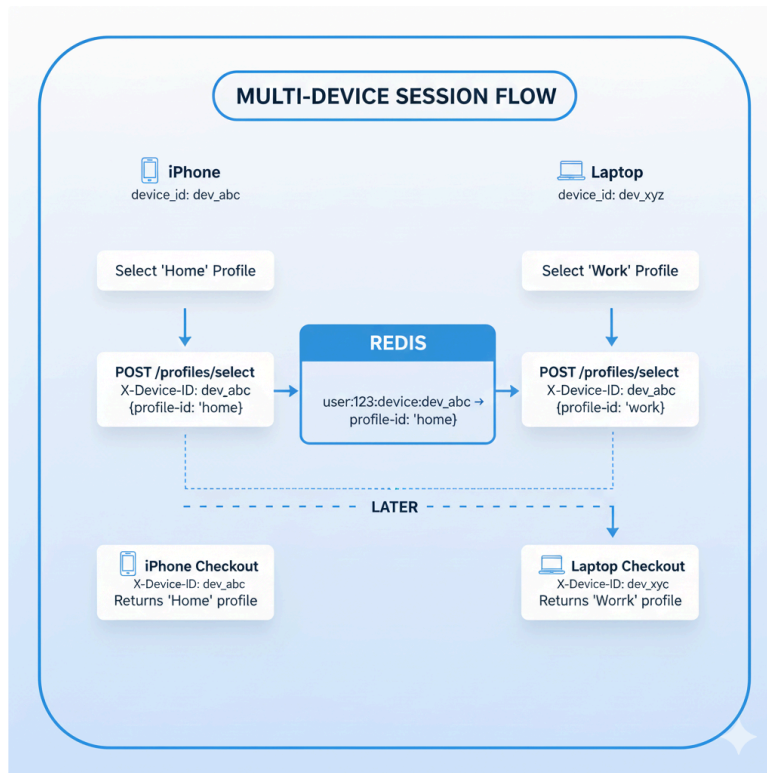 MULTI-DEVICE SESSION FLOW
iPhone
device_id: dev_abc
Laptop
device_id: dev_xyz
Select 'Home' Profile
Select 'Work' Profile
POST /profiles/select
X-Device-ID: dev_abc
{profile-id: 'home}
REDIS
user:123:device:dev_abc →
profile-id: 'home}
POST /profiles/select
X-Device-ID: dev_abc
{profile-id: 'work}
LATER
iPhone Checkout
X-Device-ID: dev_abc
Returns 'Home' profile
Laptop Checkout
X-Device-ID: dev_xyc
Returns 'Worrk' profile